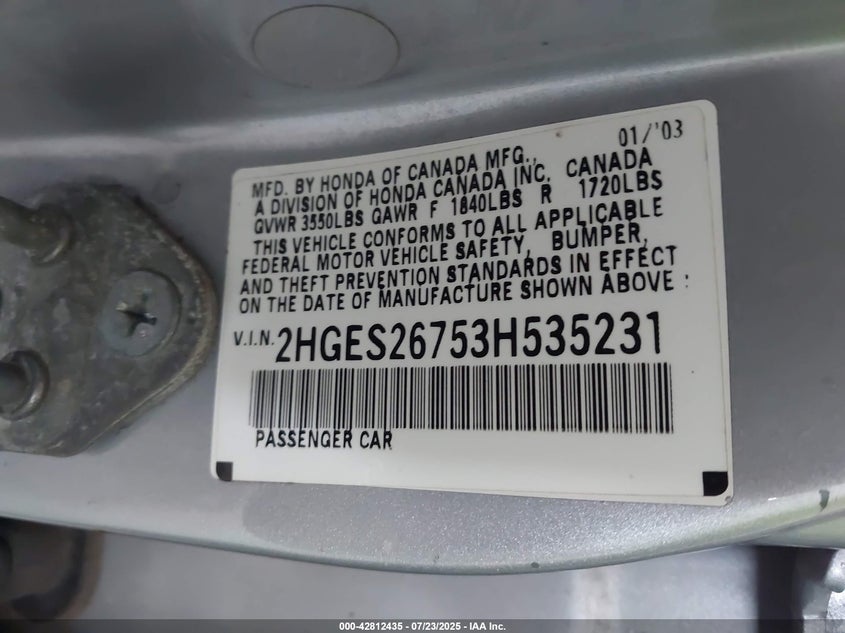 01/'03
MFD. BY HONDA OF CANADA MFG.,
A DIVISION OF HONDA CANADA INC. CANADA
GVWR 3550LBS GAWR F 1840LBS R 1720LBS
THIS VEHICLE CONFORMS TO ALL APPLICABLE
FEDERAL MOTOR VEHICLE SAFETY, BUMPER,
AND THEFT PREVENTION STANDARDS IN EFFECT
ON THE DATE OF MANUFACTURE SHOWN ABOVE :
V.I.N. 2HGES26753H535231
PASSENGER CAR
000-42812435 - 07/23/2025 - IAA Inc.